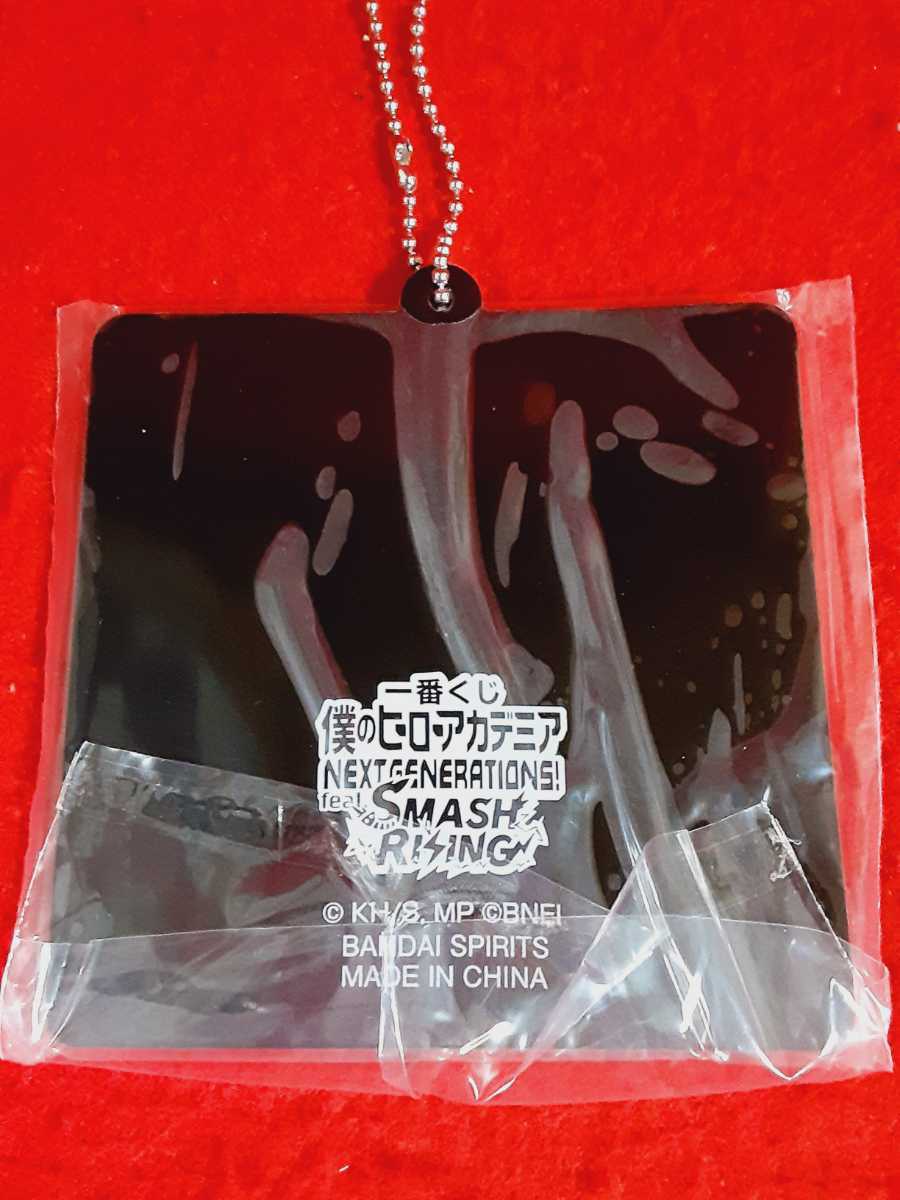 一番くじ
僕のヒーローアカデミア
NEXT GENERATIONS!
feat. SMASH
RISING
© KH/S, MP ©BNEI
BANDAI SPIRITS
MADE IN CHINA